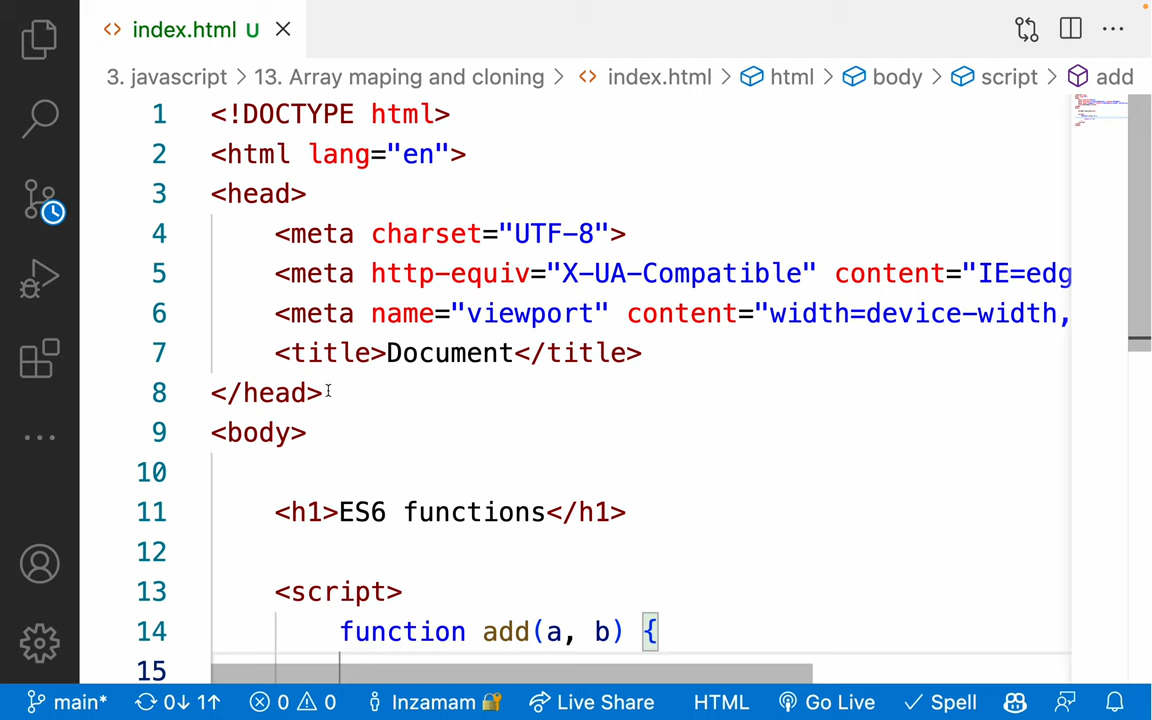 index.html U
3. javascript > 13. Array maping and cloning > index.html > html > body > script > add
1 <!DOCTYPE html>
2 <html lang="en">
3 <head>
4 <meta charset="UTF-8">
5 <meta http-equiv="X-UA-Compatible" content="IE=edg
6 <meta name="viewport" content="width=device-width,
7 <title>Document</title>
8 </head>
9 <body>
10
11 <h1>ES6 functions</h1>
12
13 <script>
14 function add(a, b) {
15
main* 0↓ 1↑ 0 0 Inzamam Live Share HTML Go Live Spell